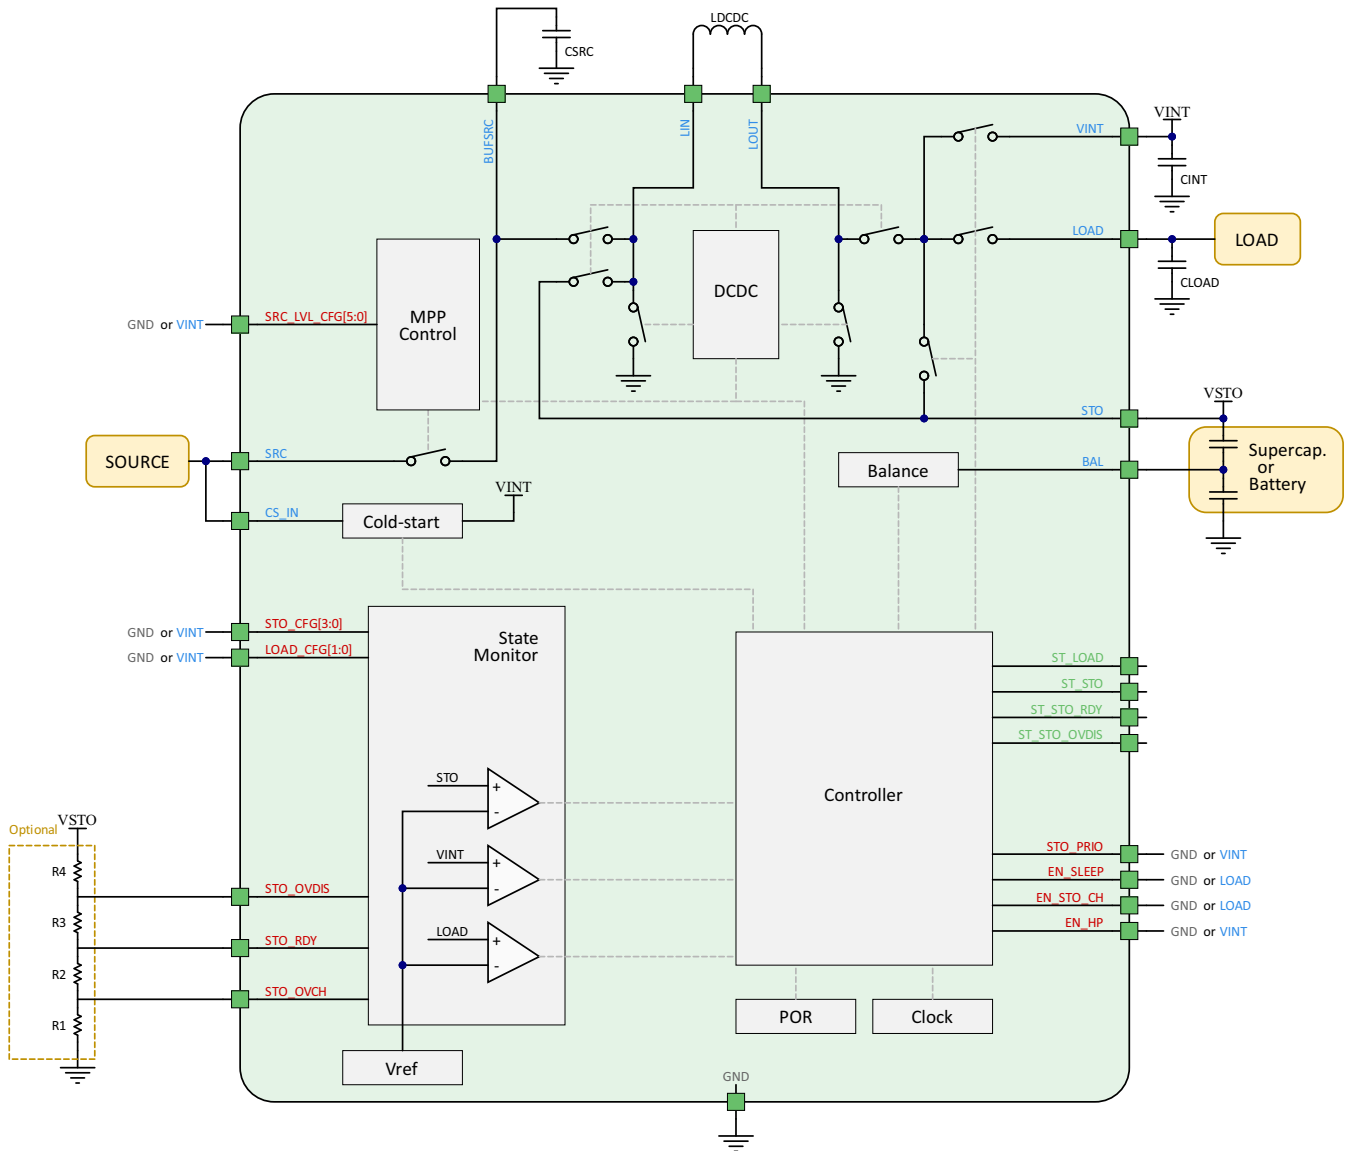 CSRC
LDCDC
BUFSRC
LIN
LOUT
VINT
VINT
CINT
LOAD
LOAD
CLOAD
MPP
Control
DCDC
GND or VINT
SRC_LVL_CFG[5:0]
VSTO
STO
SOURCE
SRC
Balance
BAL
Supercap.
or
Battery
VINT
CS_IN
Cold-start
GND or VINT
STO_CFG[3:0]
GND or VINT
LOAD_CFG[1:0]
State
Monitor
ST_LOAD
ST_STO
ST_STO_RDY
ST_STO_OVDIS
STO
+
-
Controller
VINT
+
-
LOAD
+
-
Optional
VSTO
R4
R3
R2
R1
STO_OVDIS
STO_RDY
STO_OVCH
STO_PRIO
GND or VINT
EN_SLEEP
GND or LOAD
EN_STO_CH
GND or LOAD
EN_HP
GND or VINT
POR
Clock
Vref
GND